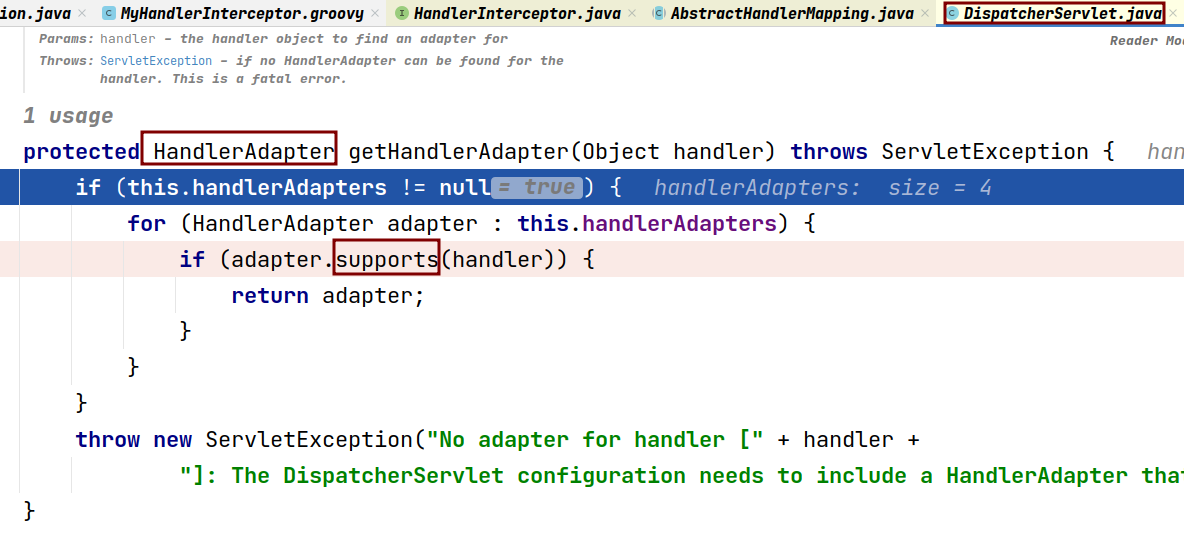 ion.java MyHandlerInterceptor.groovy HandlerInterceptor.java AbstractHandlerMapping.java DispatcherServlet.java
Reader Mo
Params: handler – the handler object to find an adapter for
Throws: ServletException – if no HandlerAdapter can be found for the
handler. This is a fatal error.
1 usage
protected HandlerAdapter getHandlerAdapter(Object handler) throws ServletException { han
if (this.handlerAdapters != null = true ) { handlerAdapters: size = 4
for (HandlerAdapter adapter : this.handlerAdapters) {
if (adapter.supports(handler)) {
return adapter;
}
}
}
throw new ServletException("No adapter for handler [" + handler +
"]: The DispatcherServlet configuration needs to include a HandlerAdapter that
}